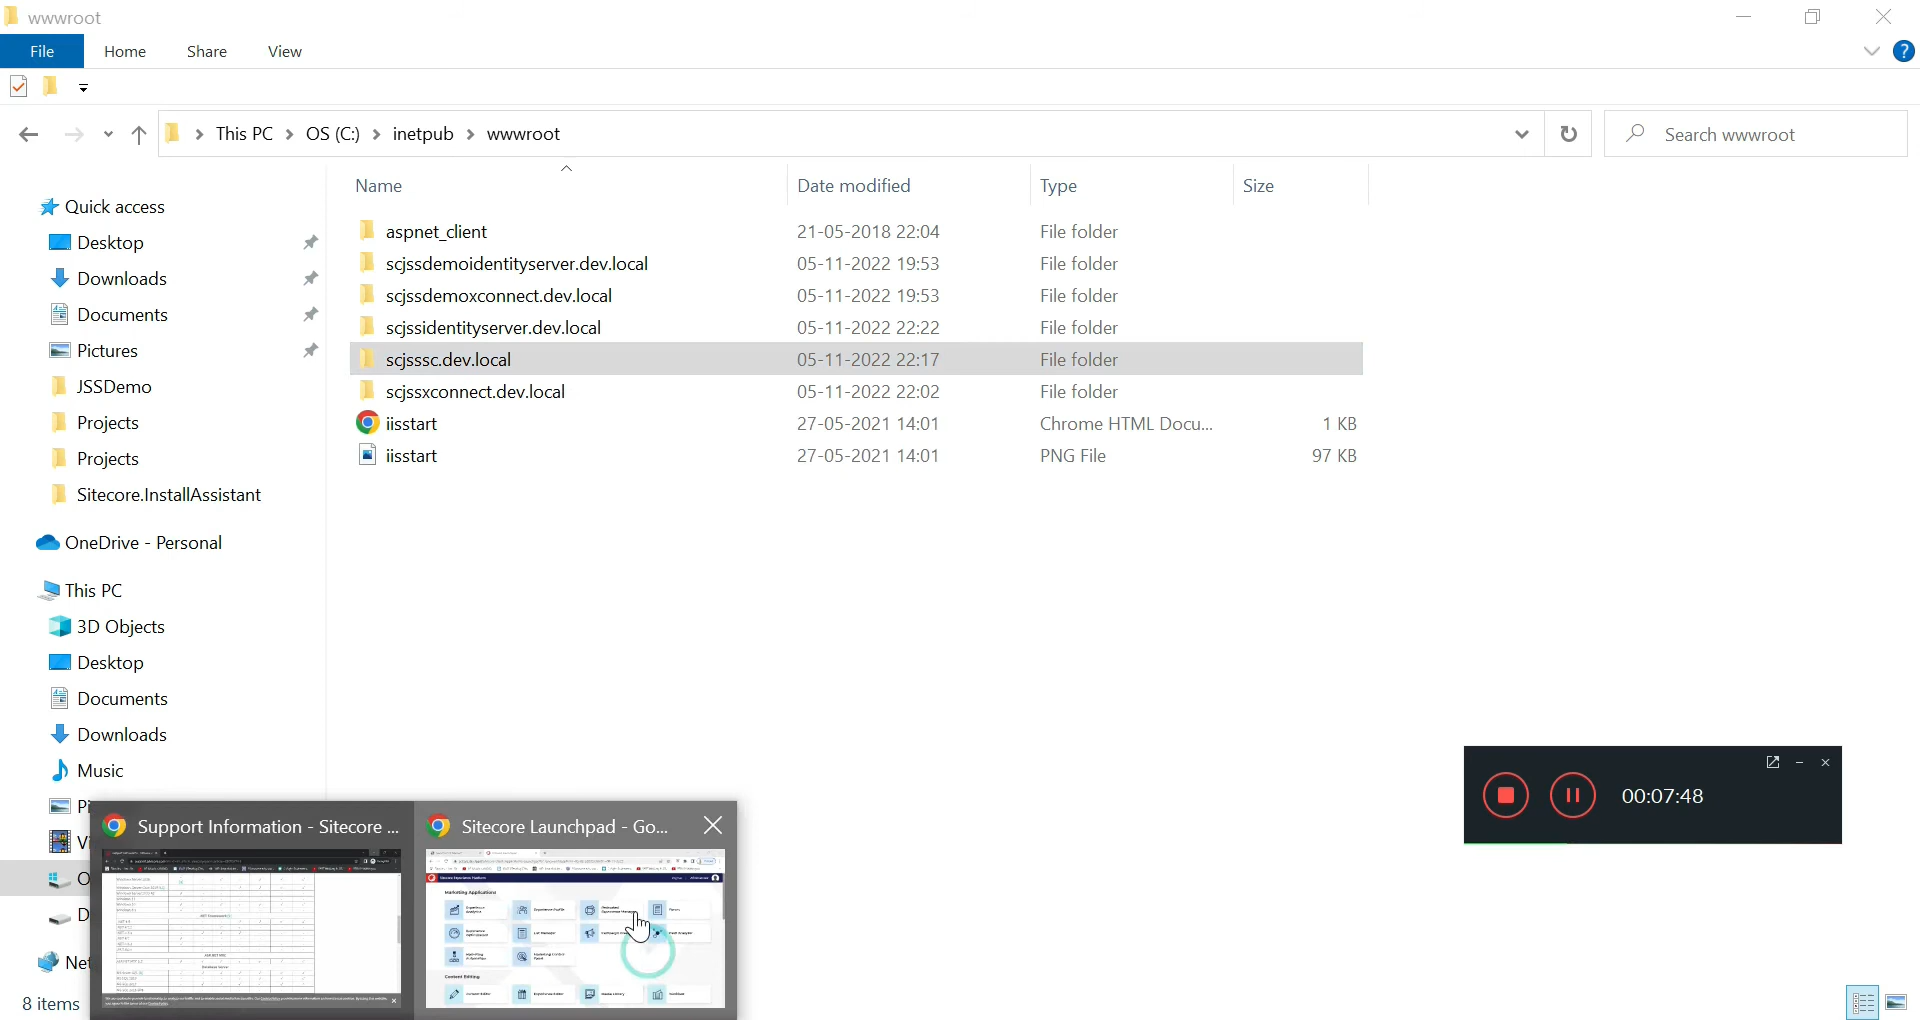 wwwroot
File Home Share View
This PC OS (C:) inetpub wwwroot
Search wwwroot
Name Date modified Type Size
Quick access
Desktop
Downloads
Documents
Pictures
JSSDemo
Projects
Projects
Sitecore.InstallAssistant
OneDrive - Personal
This PC
3D Objects
Desktop
Documents
Downloads
Music
aspnet_client 21-05-2018 22:04 File folder
scjssdemoidentityserver.dev.local 05-11-2022 19:53 File folder
scjssdemoxconnect.dev.local 05-11-2022 19:53 File folder
scjssidentityserver.dev.local 05-11-2022 22:22 File folder
scjsssc.dev.local 05-11-2022 22:17 File folder
scjssxconnect.dev.local 05-11-2022 22:02 File folder
iisstart 27-05-2021 14:01 Chrome HTML Docu... 1 KB
iisstart 27-05-2021 14:01 PNG File 97 KB
00:07:48
Support Information - Sitecore ...
Sitecore Launchpad - Go...
Marketing Applications
Content Editing
8 items